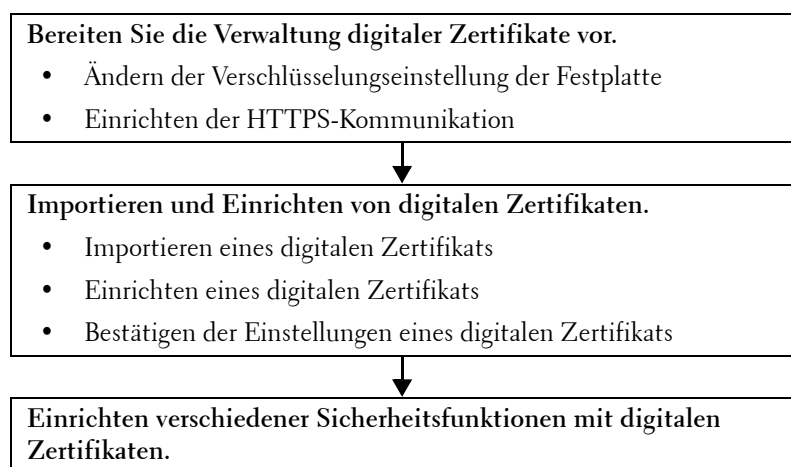 Bereiten Sie die Verwaltung digitaler Zertifikate vor.
• Ändern der Verschlüsselungseinstellung der Festplatte
• Einrichten der HTTPS-Kommunikation
Importieren und Einrichten von digitalen Zertifikaten.
• Importieren eines digitalen Zertifikats
• Einrichten eines digitalen Zertifikats
• Bestätigen der Einstellungen eines digitalen Zertifikats
Einrichten verschiedener Sicherheitsfunktionen mit digitalen
Zertifikaten.